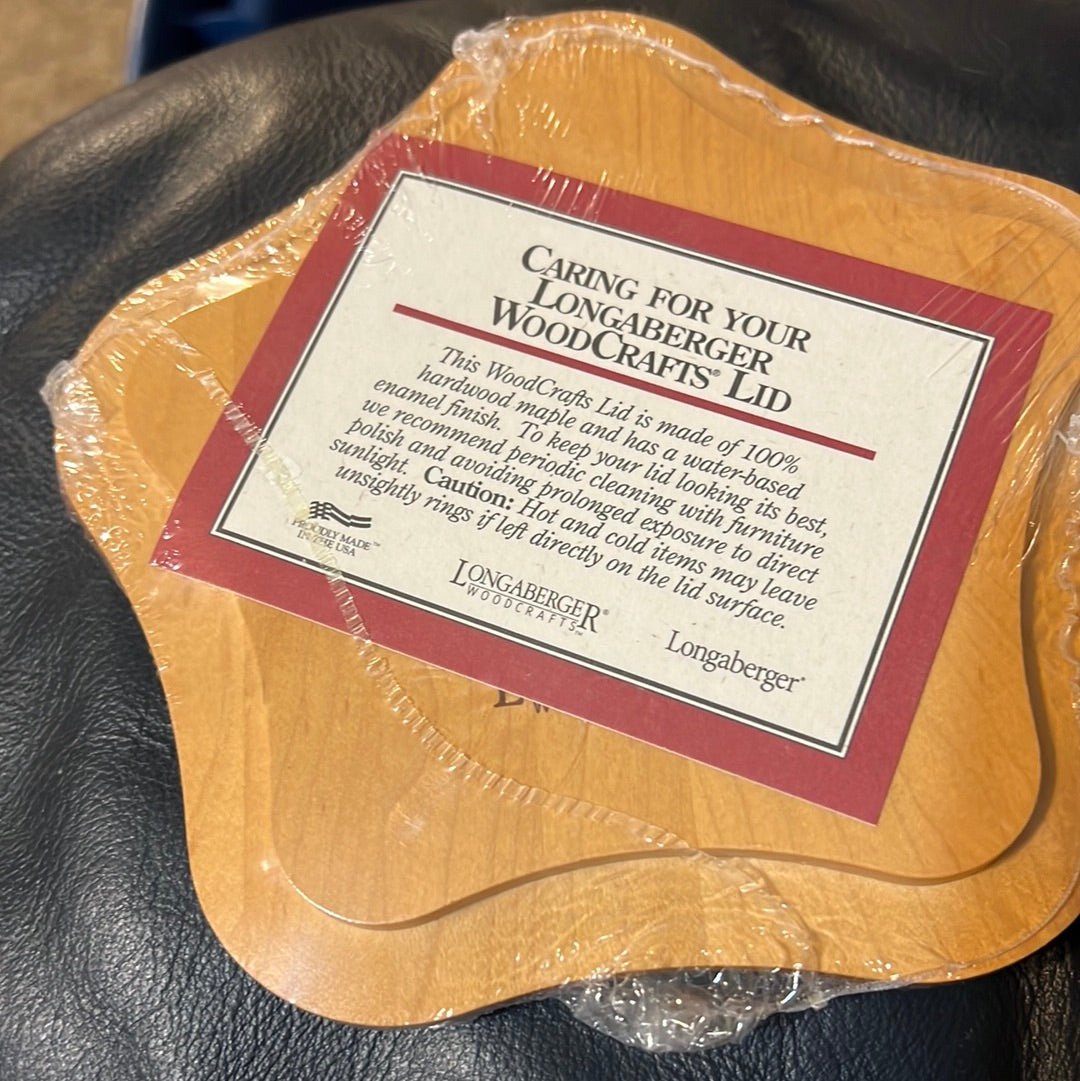 CARING FOR YOUR
LONGABERGER
WOODCRAFTS® LID
This WoodCrafts Lid is made of 100%
hardwood maple and has a water-based
enamel finish. To keep your lid looking its best,
we recommend periodic cleaning with furniture
polish and avoiding prolonged exposure to direct
sunlight. Caution: Hot and cold items may leave
unsightly rings if left directly on the lid surface.
PROUDLY MADE™
IN THE USA
LONGABERGER®
WOODCRAFTS™
Longaberger®